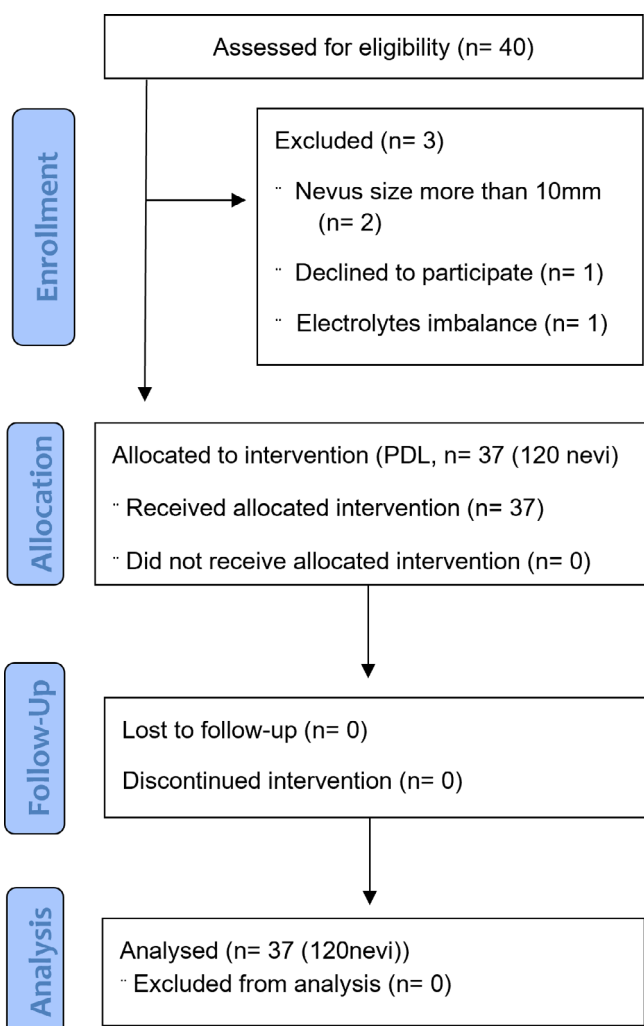 Assessed for eligibility (n= 40)
Enrollment
Excluded (n= 3)
¨ Nevus size more than 10mm
(n= 2)
¨ Declined to participate (n= 1)
¨ Electrolytes imbalance (n= 1)
Allocation
Allocated to intervention (PDL, n= 37 (120 nevi)
¨ Received allocated intervention (n= 37)
¨ Did not receive allocated intervention (n= 0)
Follow-Up
Lost to follow-up (n= 0)
Discontinued intervention (n= 0)
Analysis
Analysed (n= 37 (120nevi))
¨ Excluded from analysis (n= 0)